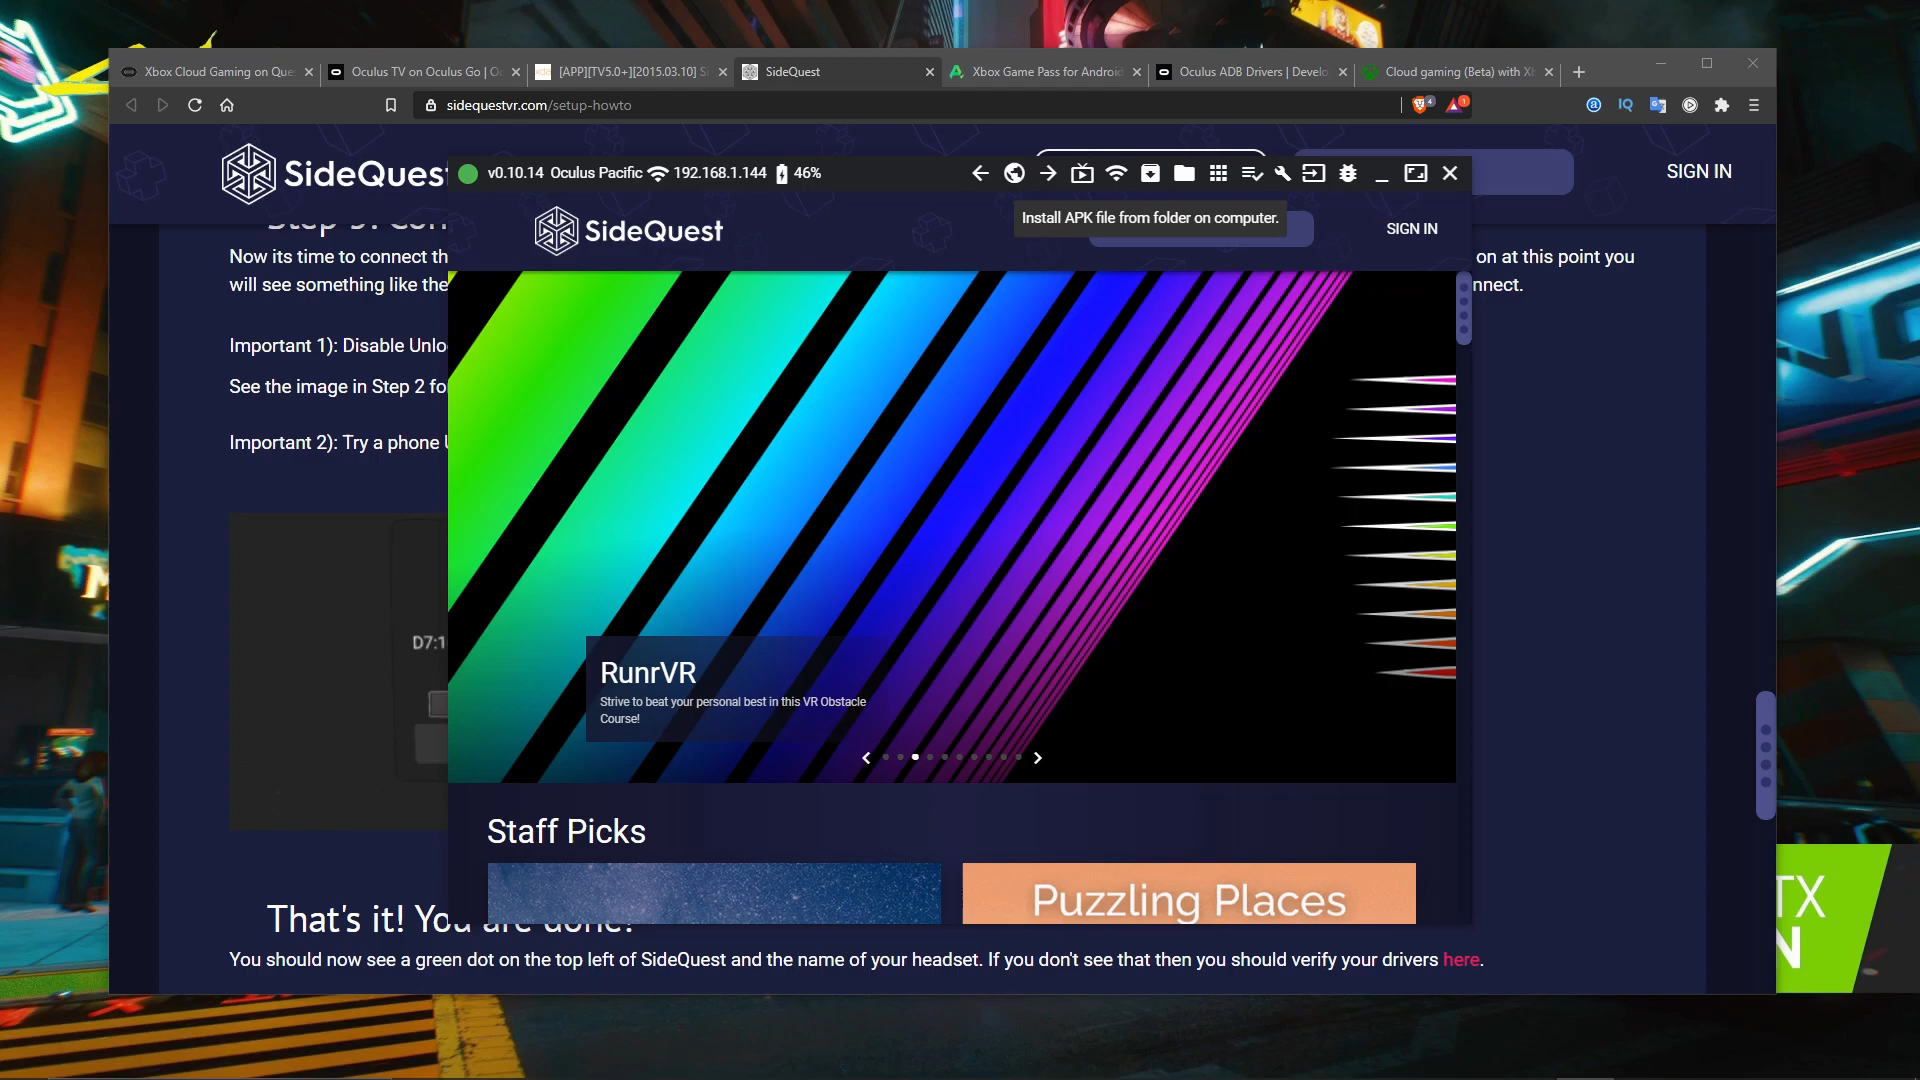 Xbox Cloud Gaming on Que
Oculus TV on Oculus Go | O
[APP][TV5.0+][2015.03.10] S
SideQuest
Xbox Game Pass for Android
Oculus ADB Drivers | Develo
Cloud gaming (Beta) with X
sidequestvr.com/setup-howto
4
1
SideQuest
SIGN IN
v0.10.14 Oculus Pacific 192.168.1.144 46%
Install APK file from folder on computer.
SideQuest
SIGN IN
Now its time to connect th
on at this point you
will see something like the
nnect.
Important 1): Disable Unlo
See the image in Step 2 fo
Important 2): Try a phone
D7:1
RunrVR
Strive to beat your personal best in this VR Obstacle
Course!
Staff Picks
Puzzling Places
That's it! You are done!
You should now see a green dot on the top left of SideQuest and the name of your headset. If you don't see that then you should verify your drivers here.
TX
N